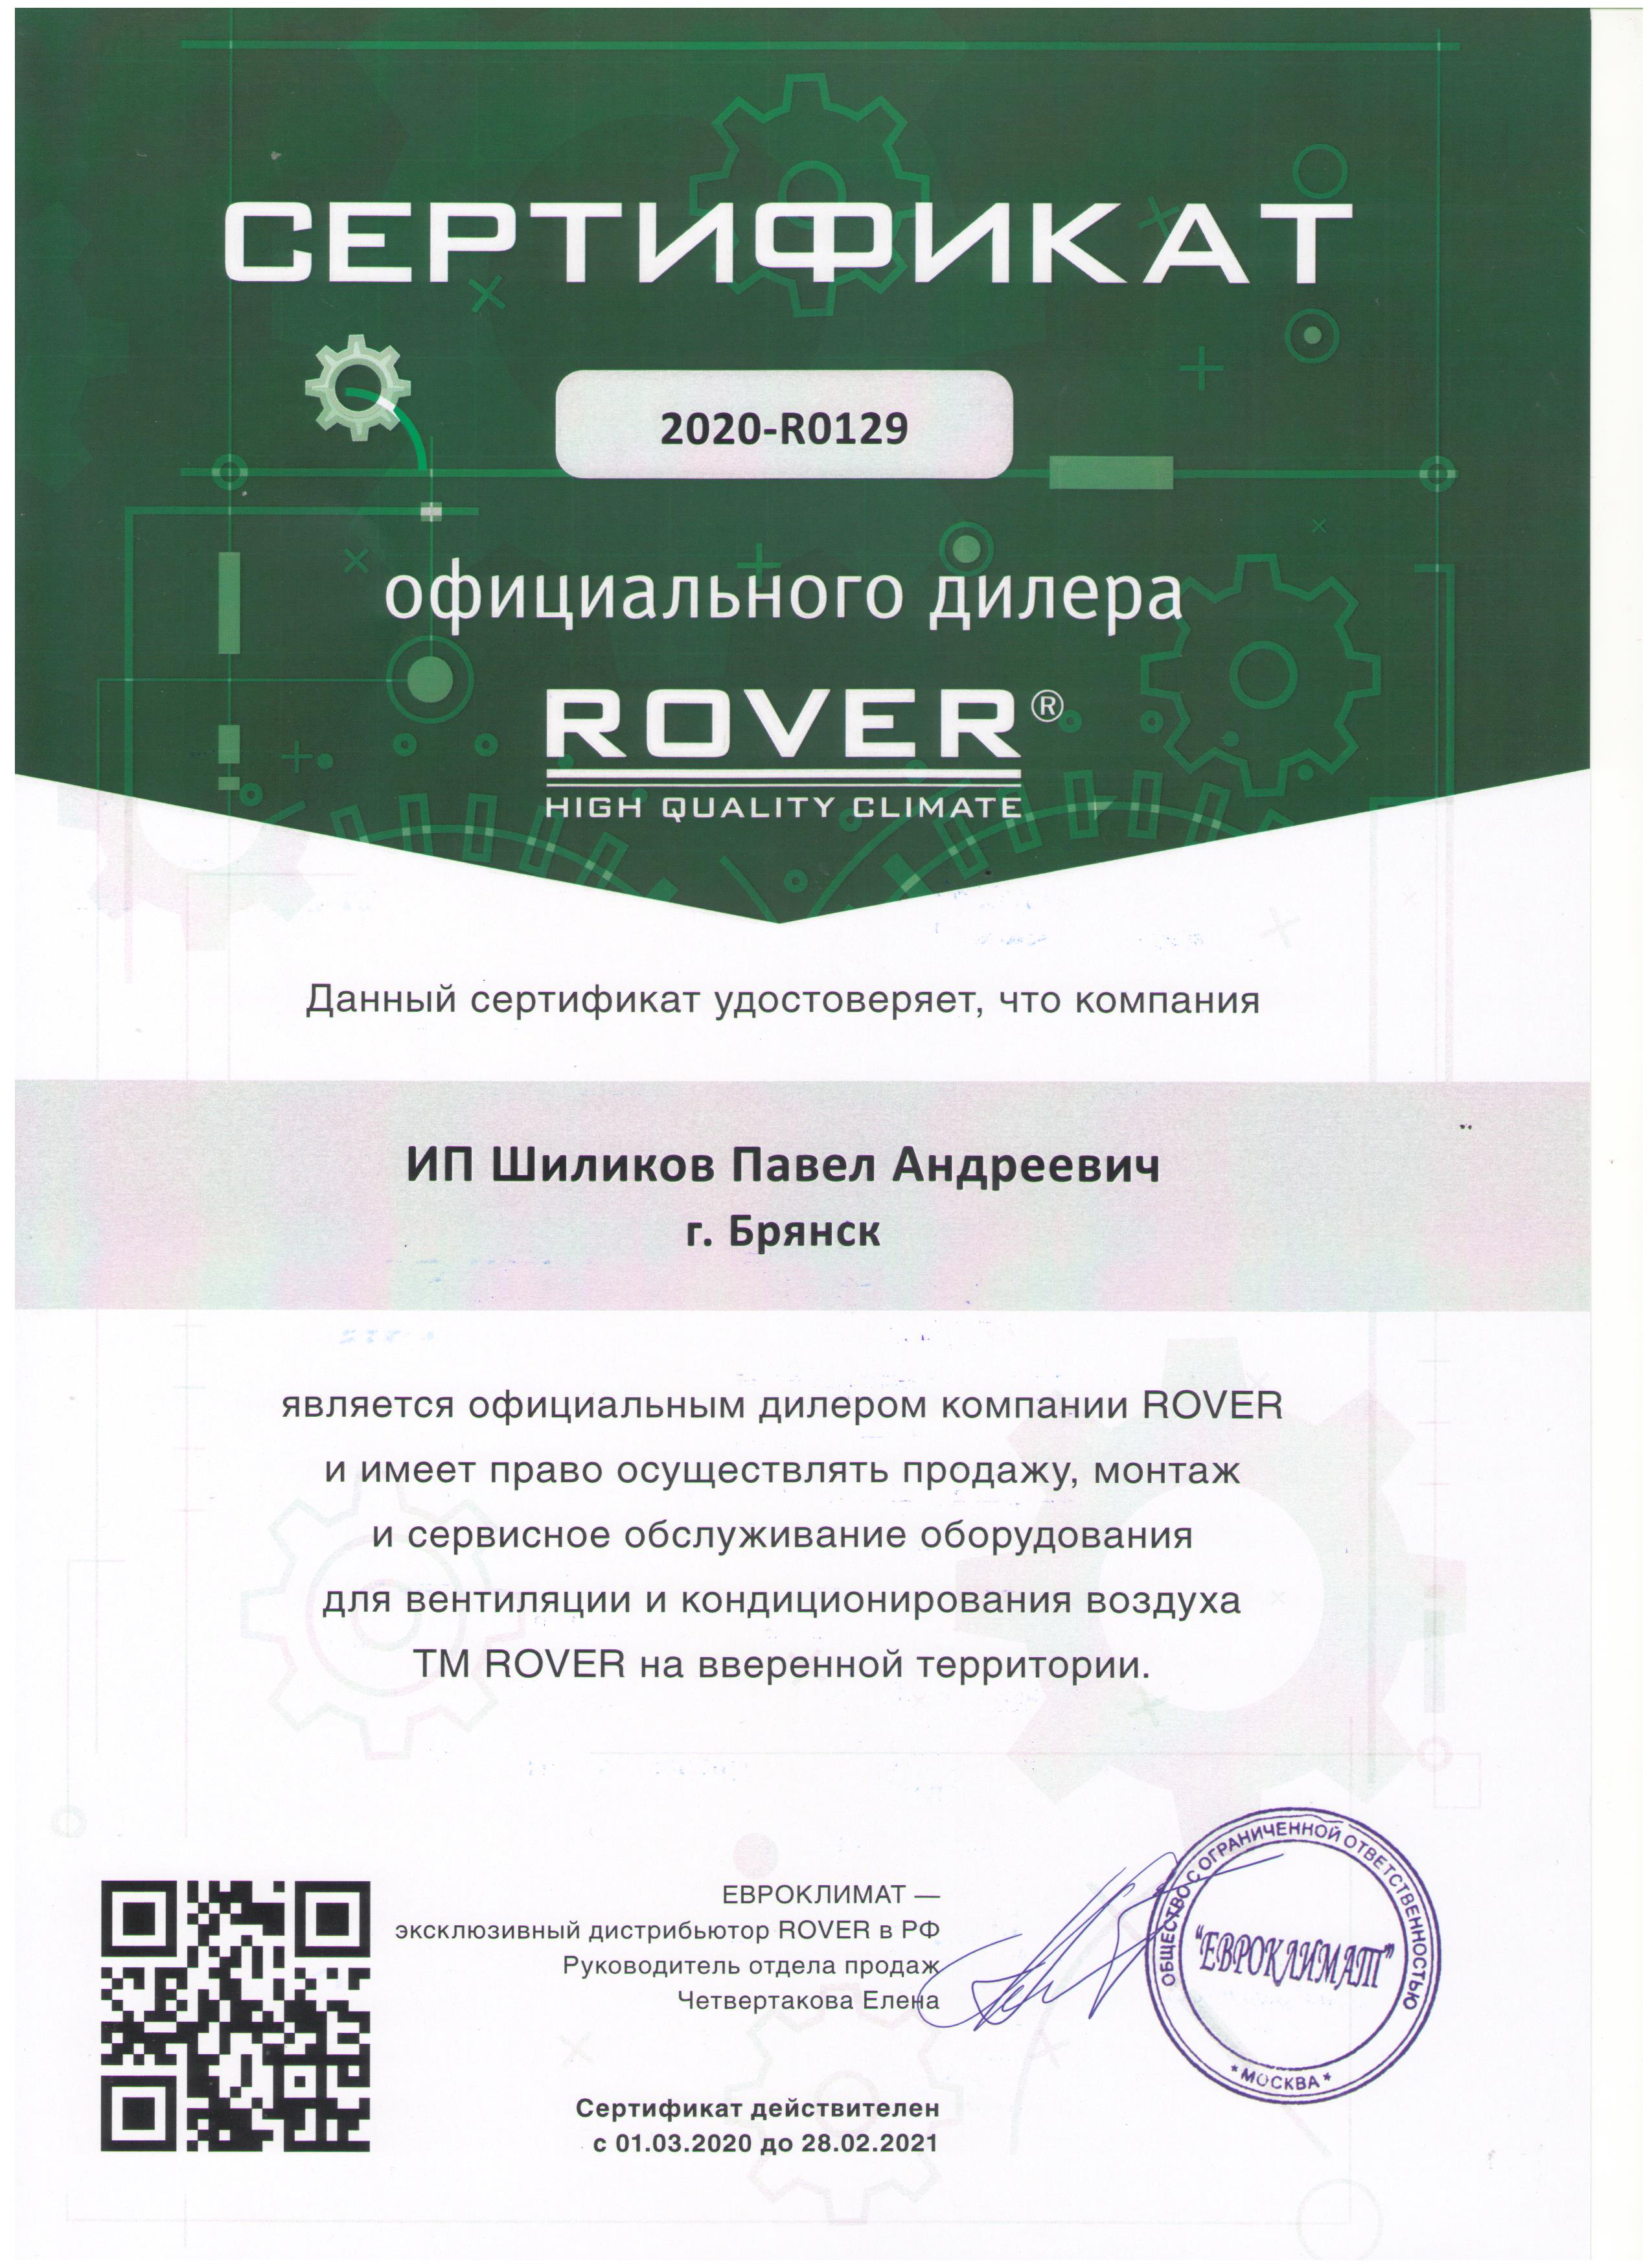 СЕРТИФИКАТ
2020-R0129
официального дилера
ROVER®
HIGH QUALITY CLIMATE
Данный сертификат удостоверяет, что компания
ИП Шиликов Павел Андреевич
г. Брянск
является официальным дилером компании ROVER
и имеет право осуществлять продажу, монтаж
и сервисное обслуживание оборудования
для вентиляции и кондиционирования воздуха
ТМ ROVER на вверенной территории.
ЕВРОКЛИМАТ —
эксклюзивный дистрибьютор ROVER в РФ
Руководитель отдела продаж
Четвертакова Елена
ОБЩЕСТВО С ОГРАНИЧЕННОЙ ОТВЕТСТВЕННОСТЬЮ
"ЕВРОКЛИМАТ"
* МОСКВА *
Сертификат действителен
с 01.03.2020 до 28.02.2021